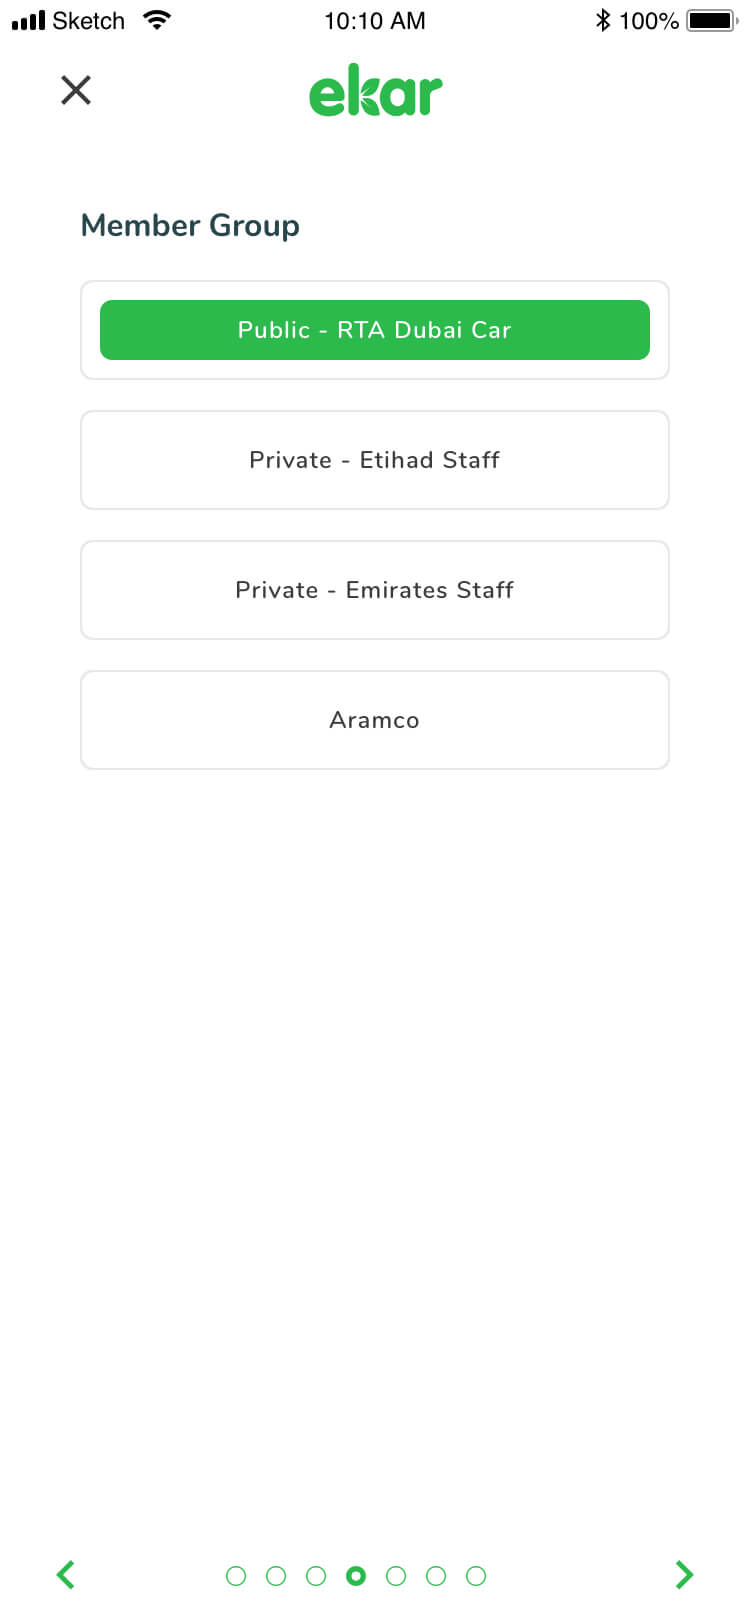 Sketch 10:10 AM 100%
ekar
Member Group
Public - RTA Dubai Car
Private - Etihad Staff
Private - Emirates Staff
Aramco